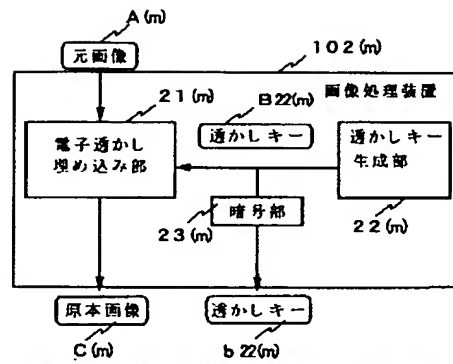 A(m)
元画像
102(m)
画像処理装置
21(m)
B22(m)
透かしキー
電子透かし
埋め込み部
透かしキー
生成部
暗号部
23(m)
22(m)
原本画像
透かしキー
C(m)
b22(m)